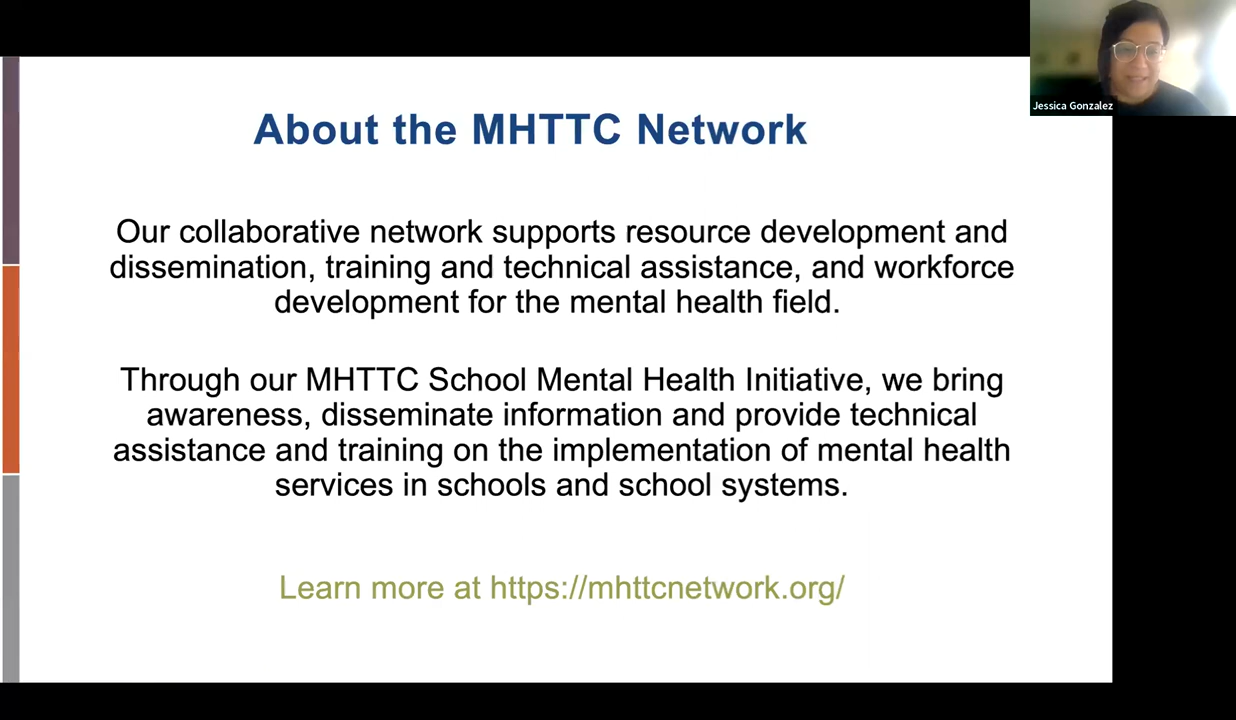 Jessica Gonzalez
About the MHTTC Network
Our collaborative network supports resource development and
dissemination, training and technical assistance, and workforce
development for the mental health field.
Through our MHTTC School Mental Health Initiative, we bring
awareness, disseminate information and provide technical
assistance and training on the implementation of mental health
services in schools and school systems.
Learn more at https://mhttcnetwork.org/